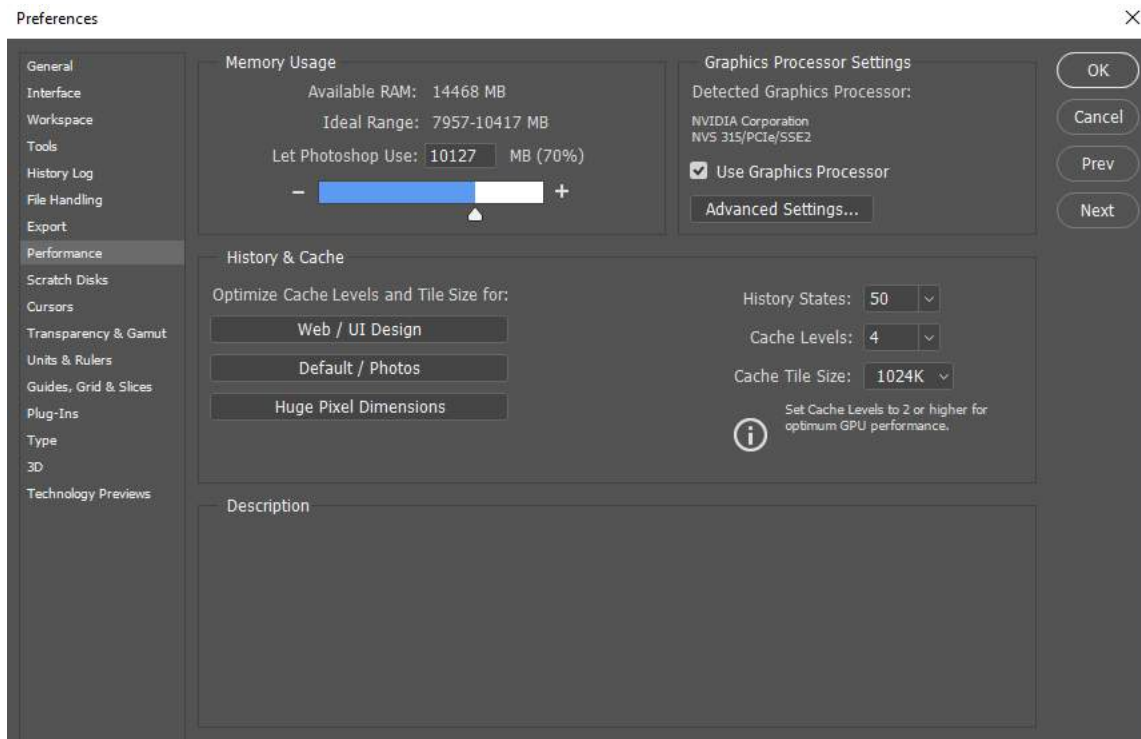 Preferences
General
Interface
Workspace
Tools
History Log
File Handling
Export
Performance
Scratch Disks
Cursors
Transparency & Gamut
Units & Rulers
Guides, Grid & Slices
Plug-Ins
Type
3D
Technology Previews
Memory Usage
Available RAM: 14468 MB
Ideal Range: 7957-10417 MB
Let Photoshop Use: 10127 MB (70%)
Graphics Processor Settings
Detected Graphics Processor:
NVIDIA Corporation
NVS 315/PCIe/SSE2
Use Graphics Processor
Advanced Settings...
OK
Cancel
Prev
Next
History & Cache
Optimize Cache Levels and Tile Size for:
Web / UI Design
Default / Photos
Huge Pixel Dimensions
History States: 50
Cache Levels: 4
Cache Tile Size: 1024K
Set Cache Levels to 2 or higher for
optimum GPU performance.
Description